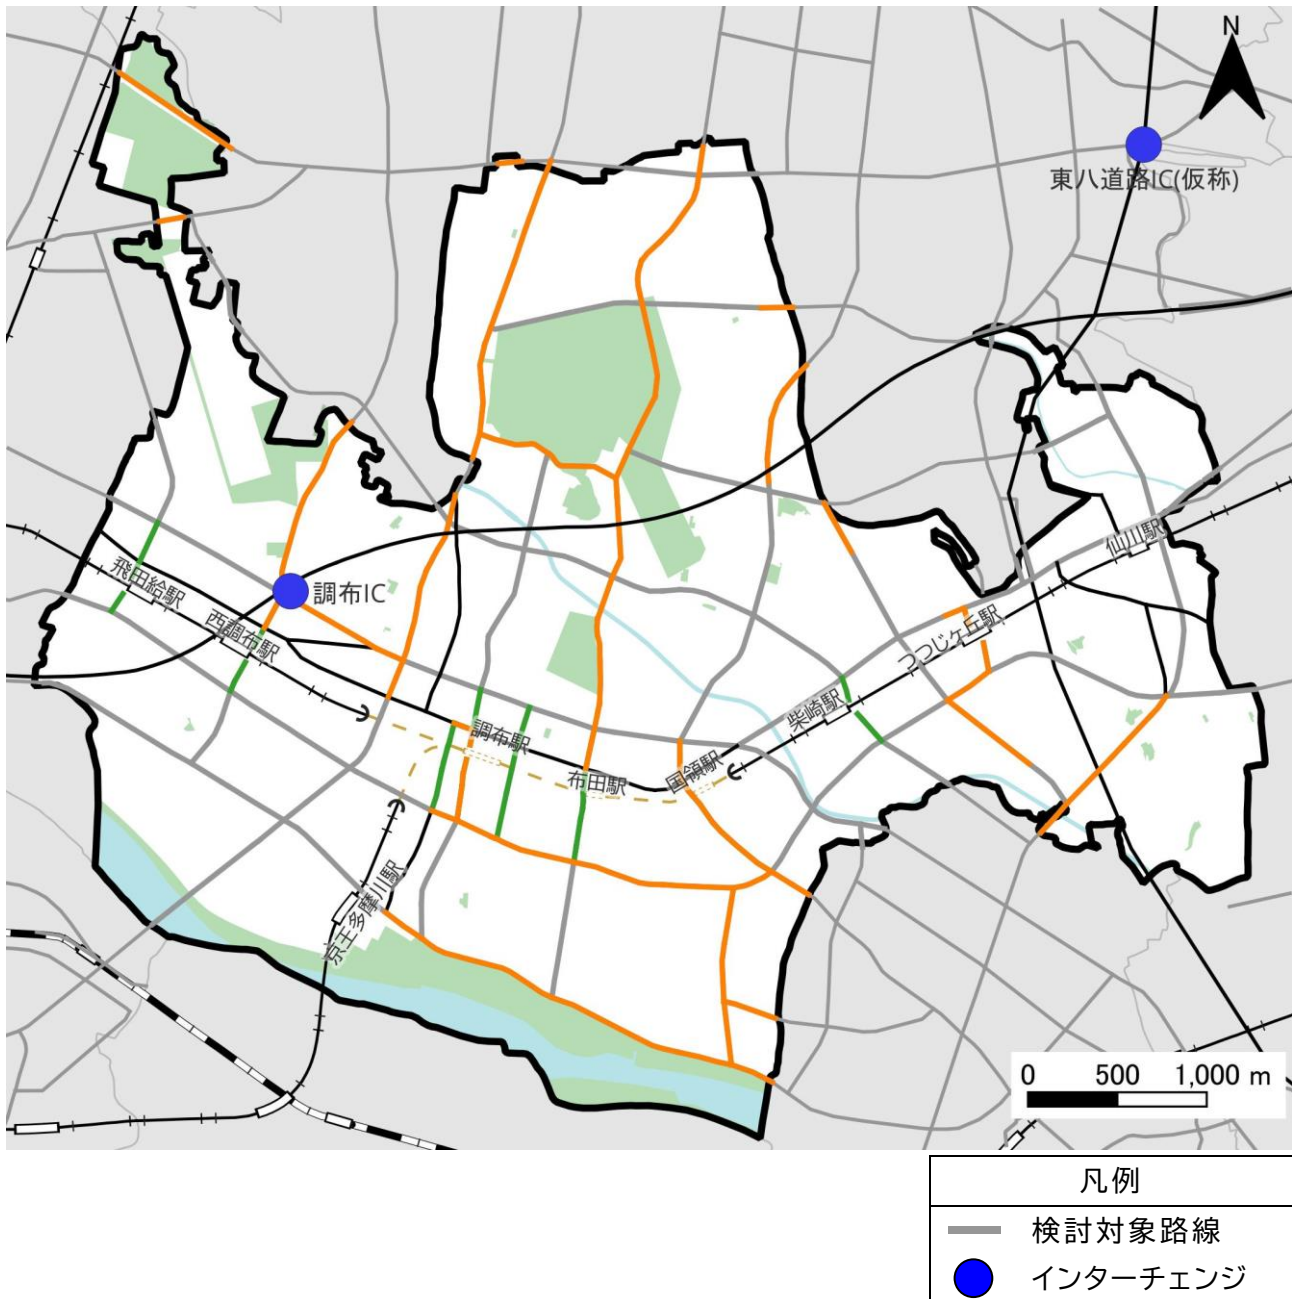 N
東八道路IC(仮称)
仙川駅
飛田給駅
調布IC
西調布駅
つつじヶ丘駅
柴崎駅
調布駅
国領駅
布田駅
京王多摩川駅
0 500 1,000 m
凡例
検討対象路線
インターチェンジ